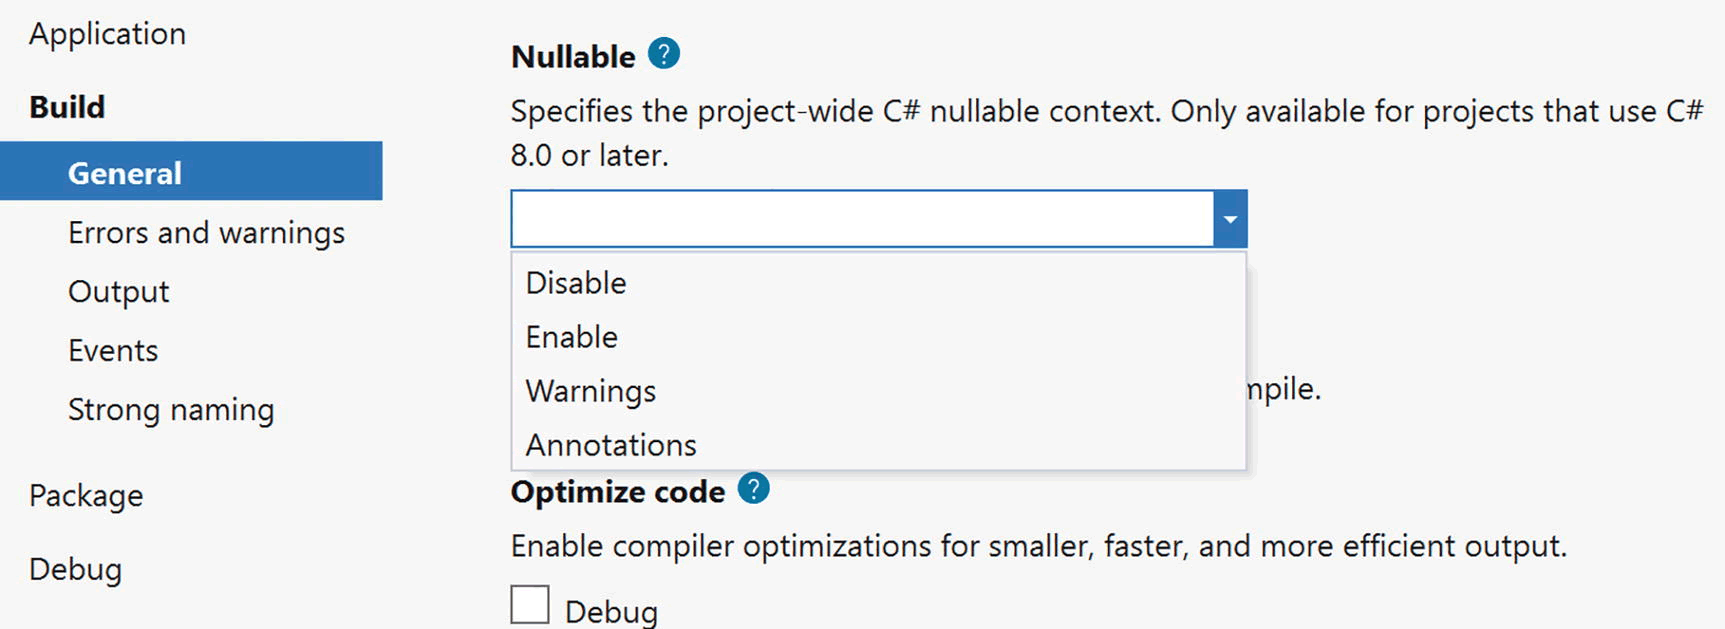 Application
Build
General
Errors and warnings
Output
Events
Strong naming
Package
Debug
Nullable ?
Specifies the project-wide C# nullable context. Only available for projects that use C#
8.0 or later.
Disable
Enable
Warnings
Annotations
Optimize code ?
Enable compiler optimizations for smaller, faster, and more efficient output.
Debug